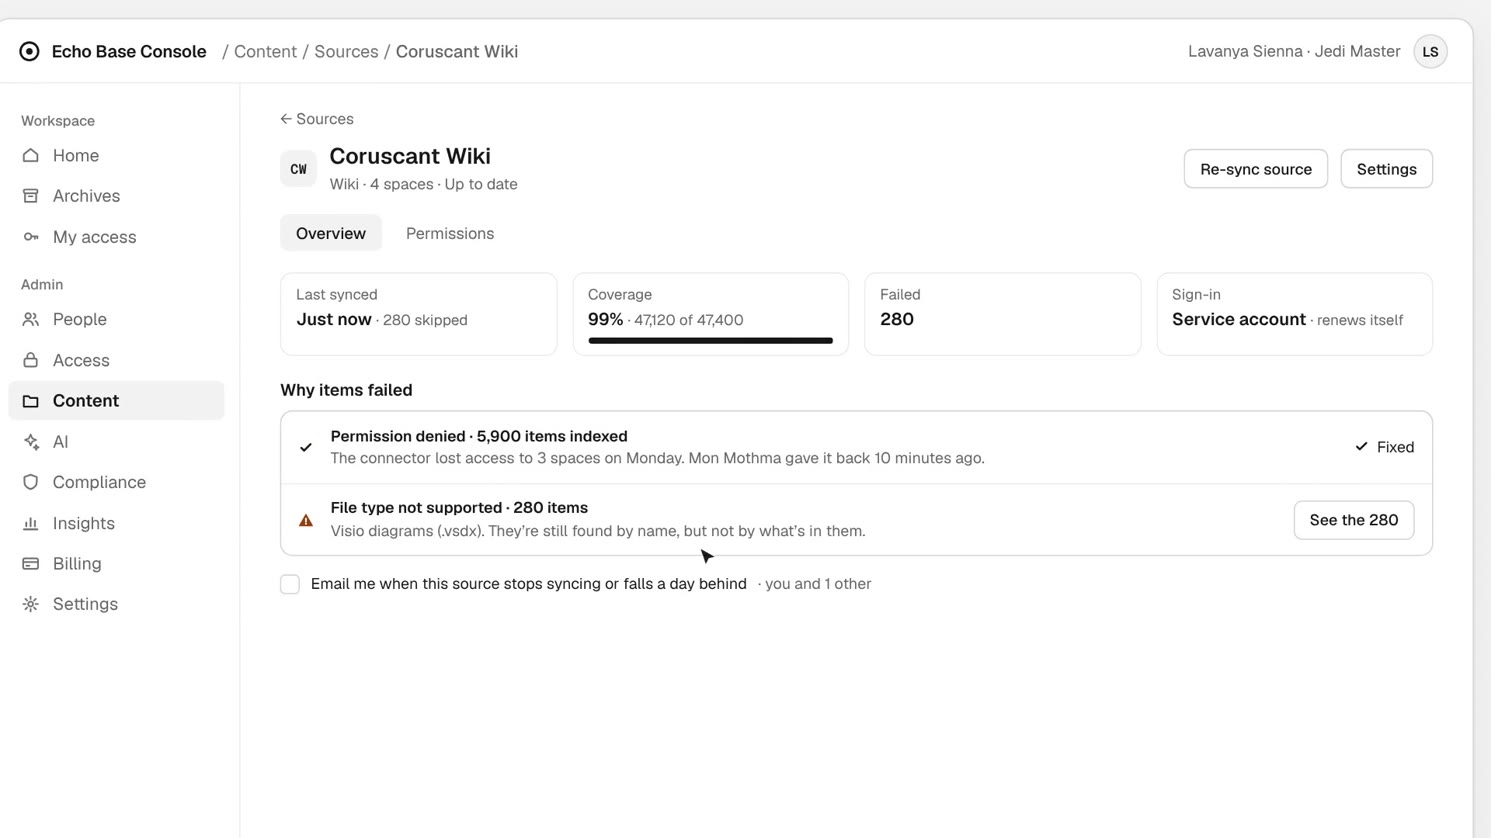 Echo Base Console / Content / Sources / Coruscant Wiki
Lavanya Sienna · Jedi Master LS
Workspace
Home
Archives
My access
Admin
People
Access
Content
AI
Compliance
Insights
Billing
Settings
← Sources
CW
Coruscant Wiki
Wiki · 4 spaces · Up to date
Re-sync source
Settings
Overview
Permissions
Last synced
Just now · 280 skipped
Coverage
99% · 47,120 of 47,400
Failed
280
Sign-in
Service account · renews itself
Why items failed
Permission denied · 5,900 items indexed
The connector lost access to 3 spaces on Monday. Mon Mothma gave it back 10 minutes ago.
Fixed
File type not supported · 280 items
Visio diagrams (.vsdx). They’re still found by name, but not by what’s in them.
See the 280
Email me when this source stops syncing or falls a day behind · you and 1 other